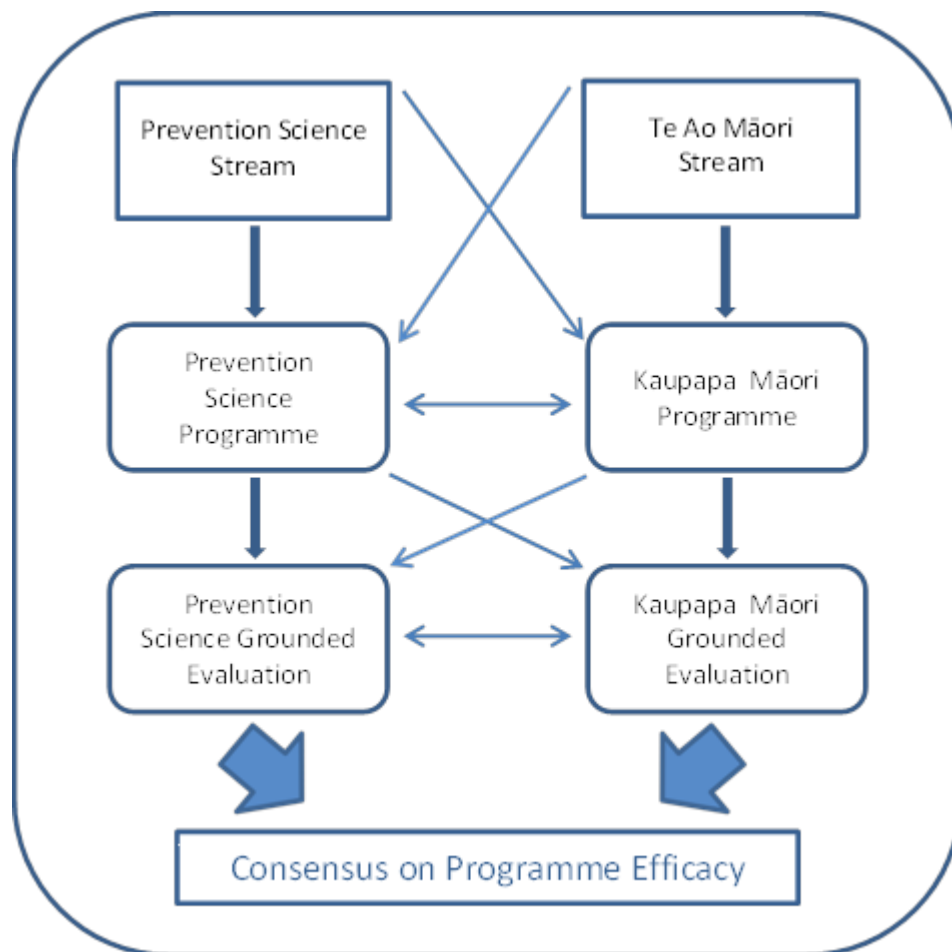 Prevention Science
Stream
Te Ao Māori
Stream
Prevention
Science
Programme
Kaupapa Māori
Programme
Prevention
Science Grounded
Evaluation
Kaupapa Māori
Grounded
Evaluation
Consensus on Programme Efficacy